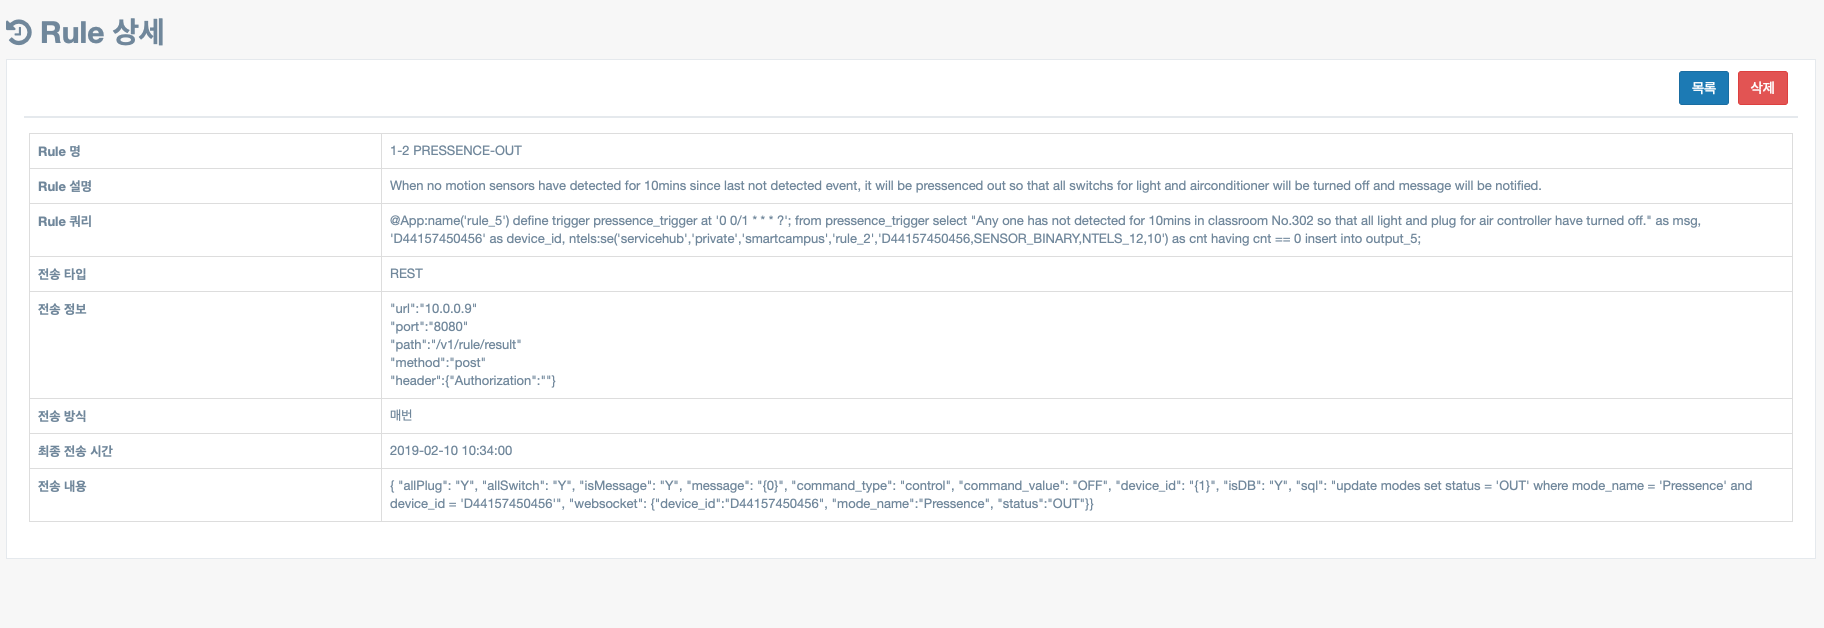 Rule 상세
목록 삭제
Rule 명 1-2 PRESSENCE-OUT
Rule 설명 When no motion sensors have detected for 10mins since last not detected event, it will be pressenced out so that all switchs for light and airconditioner will be turned off and message will be notified.
Rule 쿼리 @App:name('rule_5') define trigger pressence_trigger at '0 0/1 * * * ?'; from pressence_trigger select "Any one has not detected for 10mins in classroom No.302 so that all light and plug for air controller have turned off." as msg,
'D44157450456' as device_id, ntels:se('servicehub','private','smartcampus','rule_2','D44157450456,SENSOR_BINARY,NTELS_12,10') as cnt having cnt == 0 insert into output_5;
전송 타입 REST
전송 정보 "url":"10.0.0.9"
"port":"8080"
"path":"/v1/rule/result"
"method":"post"
"header":{"Authorization":""}
전송 방식 매번
최종 전송 시간 2019-02-10 10:34:00
전송 내용 { "allPlug": "Y", "allSwitch": "Y", "isMessage": "Y", "message": "{0}", "command_type": "control", "command_value": "OFF", "device_id": "{1}", "isDB": "Y", "sql": "update modes set status = 'OUT' where mode_name = 'Pressence' and
device_id = 'D44157450456'", "websocket": {"device_id":"D44157450456", "mode_name":"Pressence", "status":"OUT"}}